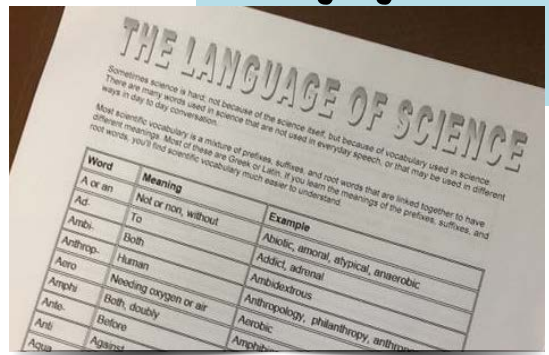 THE LANGUAGE OF SCIENCE
Sometimes science is hard; not because of the science itself, but because of vocabulary used in science
There are many words used in science that are not used in everyday speech, or that may be used in different
ways in day to day conversation.
Most scientific vocabulary is a mixture of prefixes, suffixes, and root words that are linked together to have
different meanings. Most of these are Greek or Latin. If you learn the meanings of the prefixes, suffixes, and
root words, you'll find scientific vocabulary much easier to understand.
Word Meaning Example
A or an Not or non, without Abiotic, amoral, atypical, anaerobic
Ad- To Addict, adrenal
Ambi- Both Ambidextrous
Anthrop- Human Anthropology, philanthropy,
Aero Needing oxygen or air Aerobic
Amphi Both, doubly
Ante- Before
Anti Against
Aqua